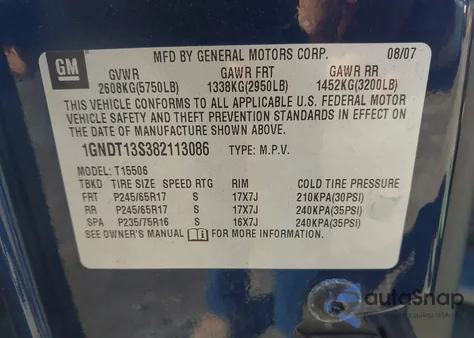 GM
MFD BY GENERAL MOTORS CORP. 08/07
GVWR GAWR FRT GAWR RR
2608KG(5750LB) 1338KG(2950LB) 1452KG(3200LB)
THIS VEHICLE CONFORMS TO ALL APPLICABLE U.S. FEDERAL MOTOR
VEHICLE SAFETY AND THEFT PREVENTION STANDARDS IN EFFECT ON
THE DATE OF MANUFACTURE SHOWN ABOVE.
1GNDT13S382113086 TYPE: M.P.V.
MODEL: T15506
TBKD TIRE SIZE SPEED RTG RIM COLD TIRE PRESSURE
FRT P245/65R17 S 17X7J 210KPA(30PSI)
RR P245/65R17 S 17X7J 240KPA(35PSI)
SPA P235/75R16 S 16X7J 240KPA(35PSI)
SEE OWNER'S MANUAL FOR MORE INFORMATION.
autoSnap